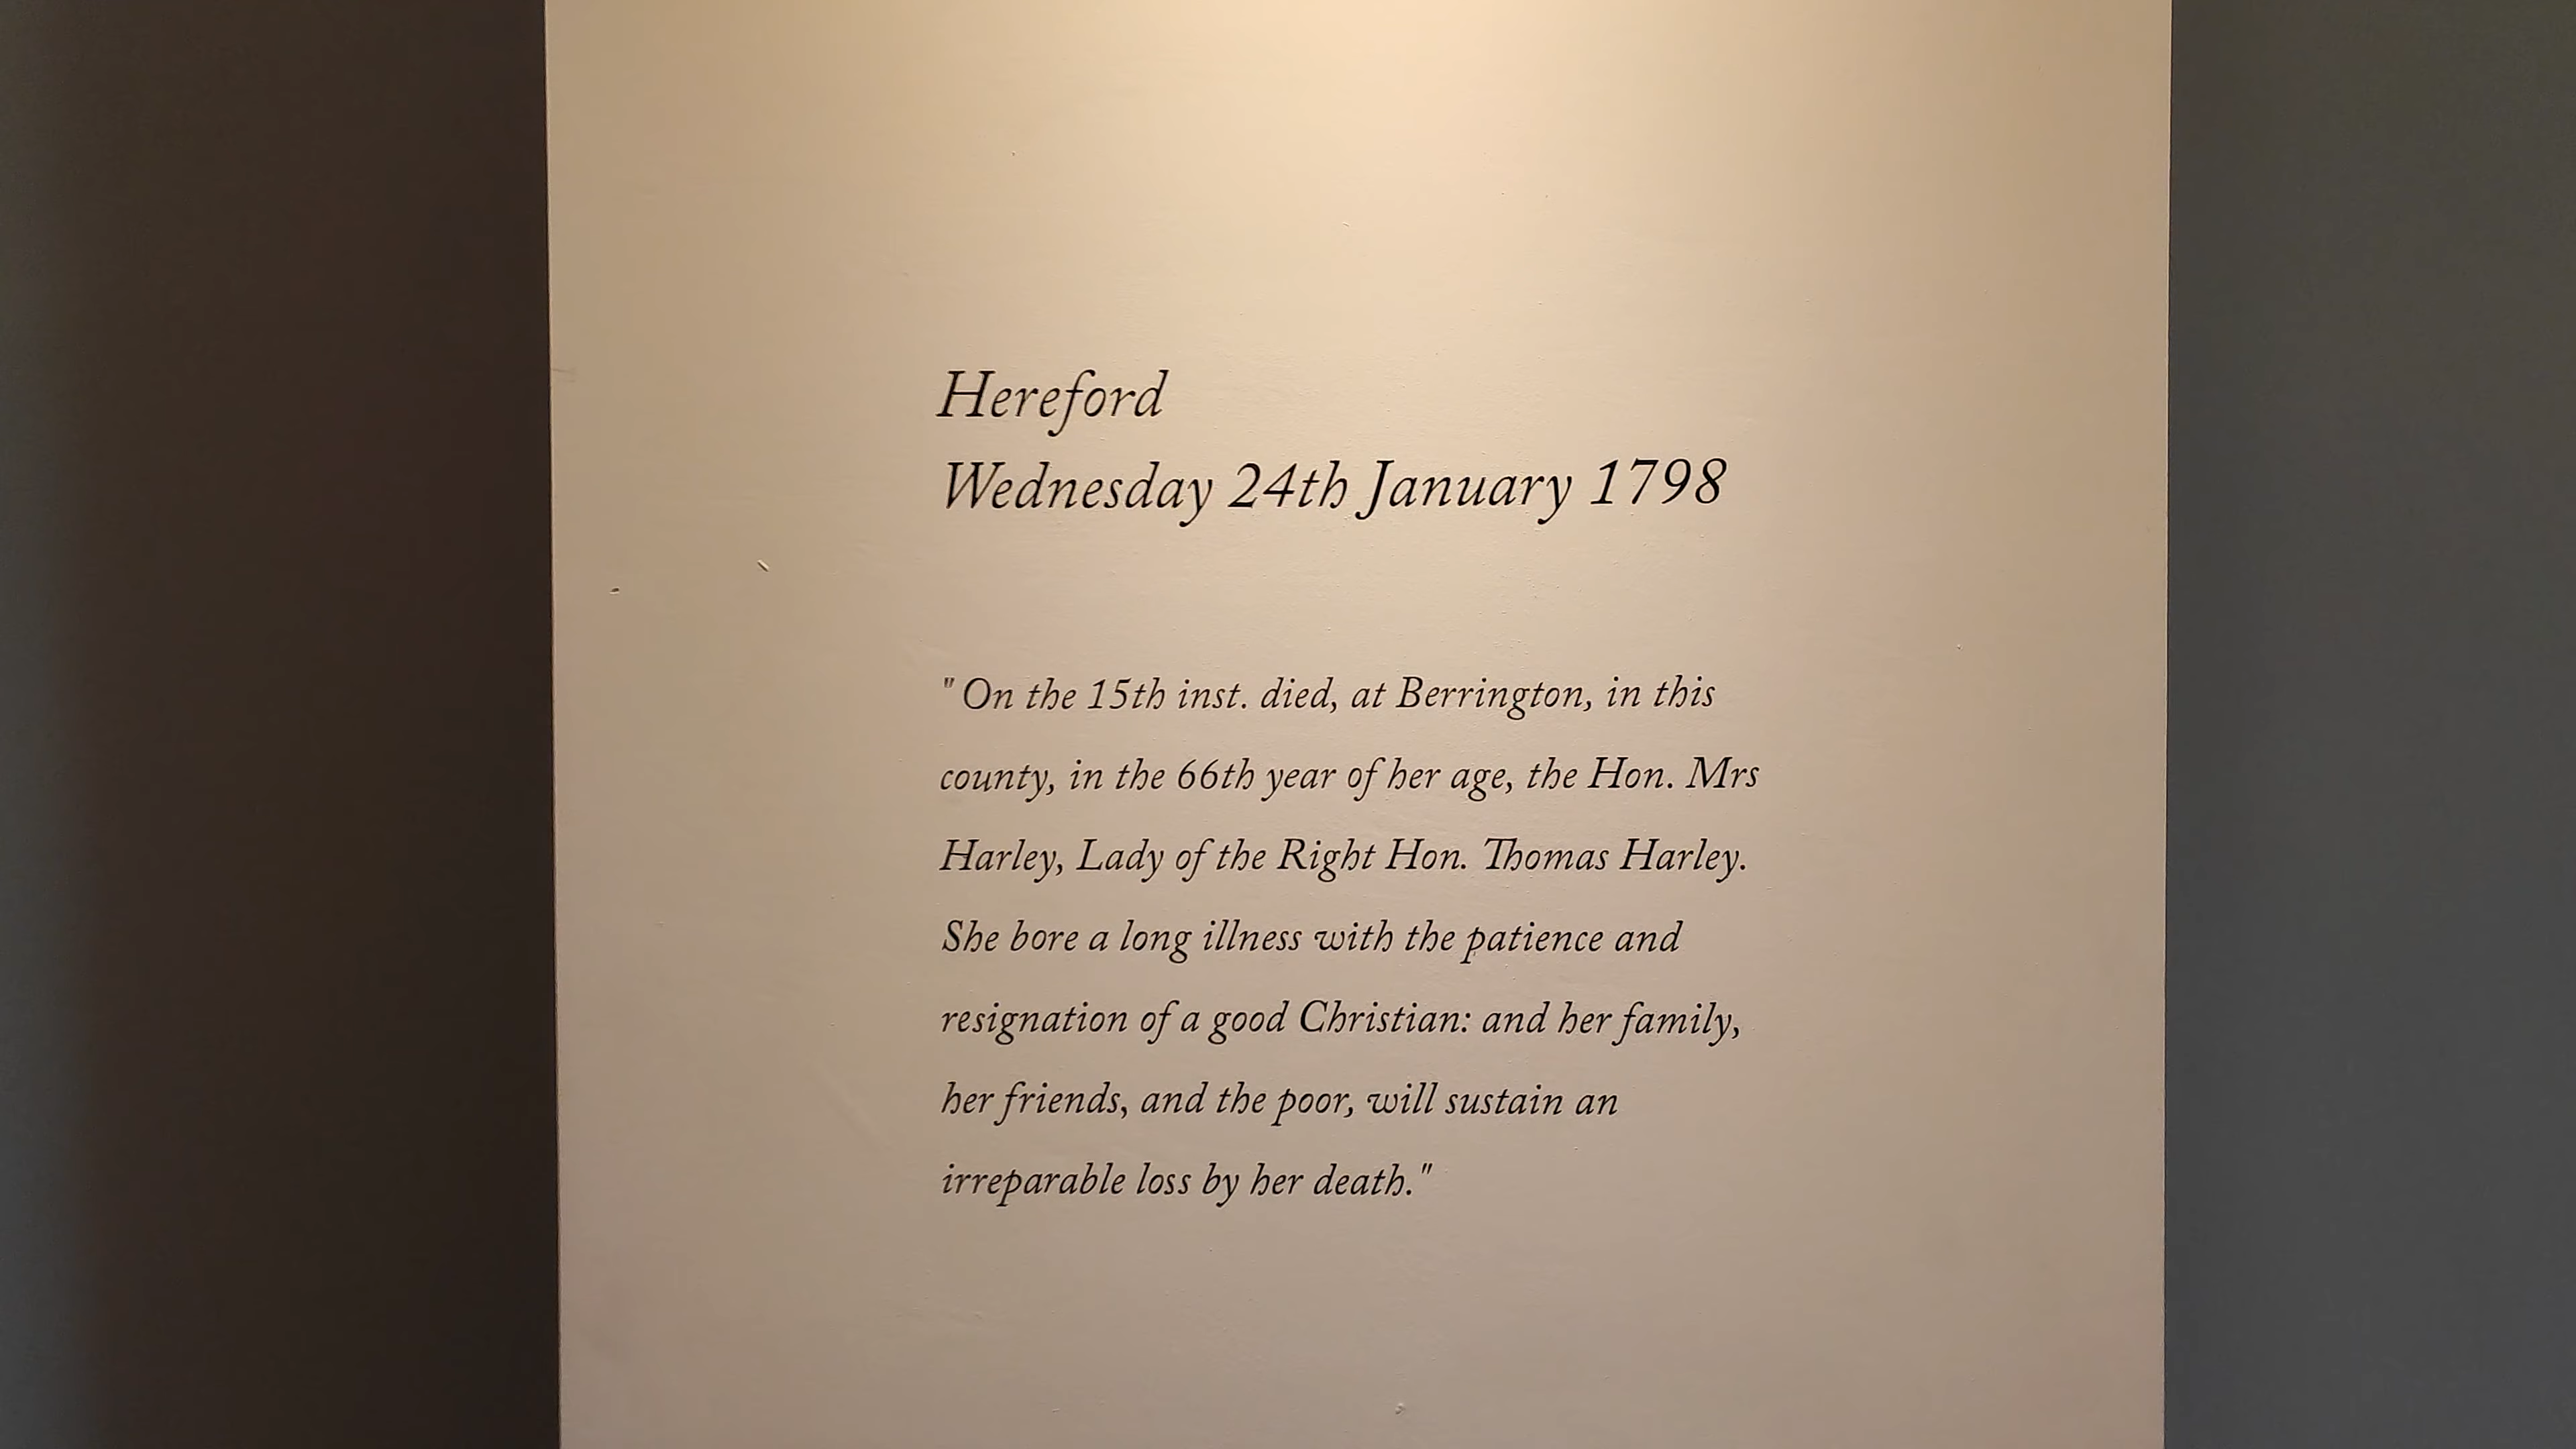 Hereford
Wednesday 24th January 1798
" On the 15th inst. died, at Berrington, in this
county, in the 66th year of her age, the Hon. Mrs
Harley, Lady of the Right Hon. Thomas Harley.
She bore a long illness with the patience and
resignation of a good Christian: and her family,
her friends, and the poor, will sustain an
irreparable loss by her death."